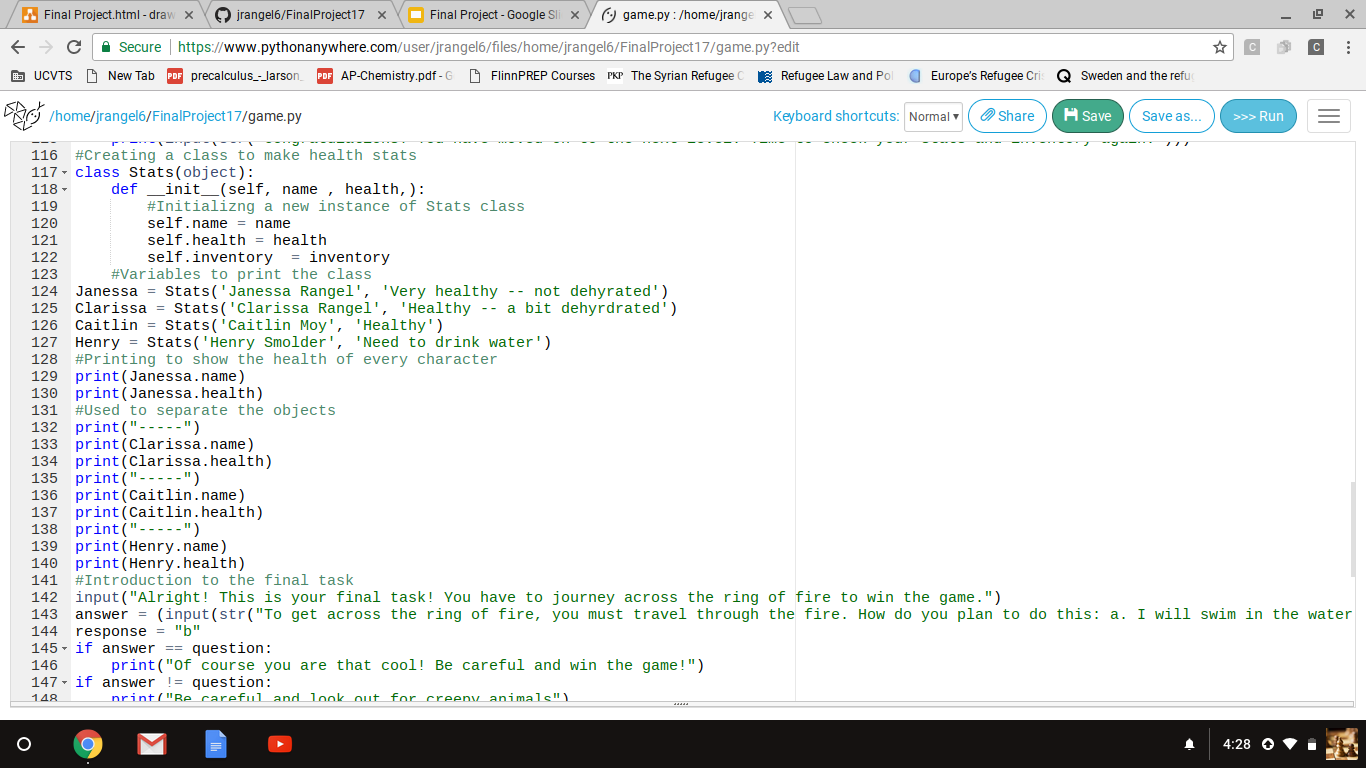 Final Project.html - draw
jrangel6/FinalProject17
Final Project - Google Sli
game.py : /home/jrange
Secure
https://www.pythonanywhere.com/user/jrangel6/files/home/jrangel6/FinalProject17/game.py?edit
C
C
UCVTS
New Tab
PDF precalculus_-_larson_
PDF AP-Chemistry.pdf - G
FlinnPREP Courses
PKP The Syrian Refugee C
Refugee Law and Pol
Europe's Refugee Cri
Sweden and the refug
/home/jrangel6/FinalProject17/game.py
Keyboard shortcuts:
Normal
Share
Save
Save as...
>>> Run
116 #Creating a class to make health stats
117 class Stats(object):
118 def __init__(self, name , health,):
119 #Initializng a new instance of Stats class
120 self.name = name
121 self.health = health
122 self.inventory  = inventory
123 #Variables to print the class
124 Janessa = Stats('Janessa Rangel', 'Very healthy -- not dehyrated')
125 Clarissa = Stats('Clarissa Rangel', 'Healthy -- a bit dehyrdrated')
126 Caitlin = Stats('Caitlin Moy', 'Healthy')
127 Henry = Stats('Henry Smolder', 'Need to drink water')
128 #Printing to show the health of every character
129 print(Janessa.name)
130 print(Janessa.health)
131 #Used to separate the objects
132 print("-----")
133 print(Clarissa.name)
134 print(Clarissa.health)
135 print("-----")
136 print(Caitlin.name)
137 print(Caitlin.health)
138 print("-----")
139 print(Henry.name)
140 print(Henry.health)
141 #Introduction to the final task
142 input("Alright! This is your final task! You have to journey across the ring of fire to win the game.")
143 answer = (input(str("To get across the ring of fire, you must travel through the fire. How do you plan to do this: a. I will swim in the water
144 response = "b"
145 if answer == question:
146 print("Of course you are that cool! Be careful and win the game!")
147 if answer != question:
148 print("Be careful and look out for creepy animals")
4:28